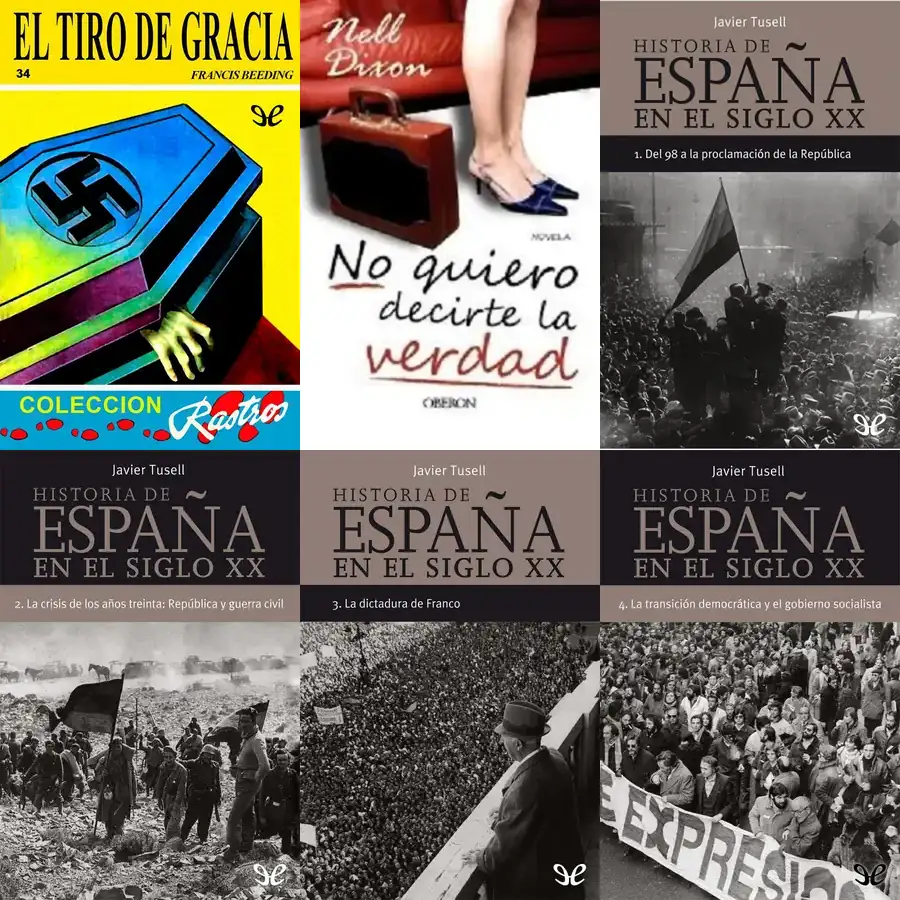 EL TIRO DE GRACIA
34
FRANCIS BEEDING
COLECCION
Rastros
Nell
Dixon
NOVELA
No quiero
decirte la
verdad
OBERON
Javier Tusell
HISTORIA DE
ESPAÑA
EN EL SIGLO XX
1. Del 98 a la proclamación de la República
Javier Tusell
HISTORIA DE
ESPAÑA
EN EL SIGLO XX
2. La crisis de los años treinta: República y guerra civil
Javier Tusell
HISTORIA DE
ESPAÑA
EN EL SIGLO XX
3. La dictadura de Franco
Javier Tusell
HISTORIA DE
ESPAÑA
EN EL SIGLO XX
4. La transición democrática y el gobierno socialista
E EXPRESIO